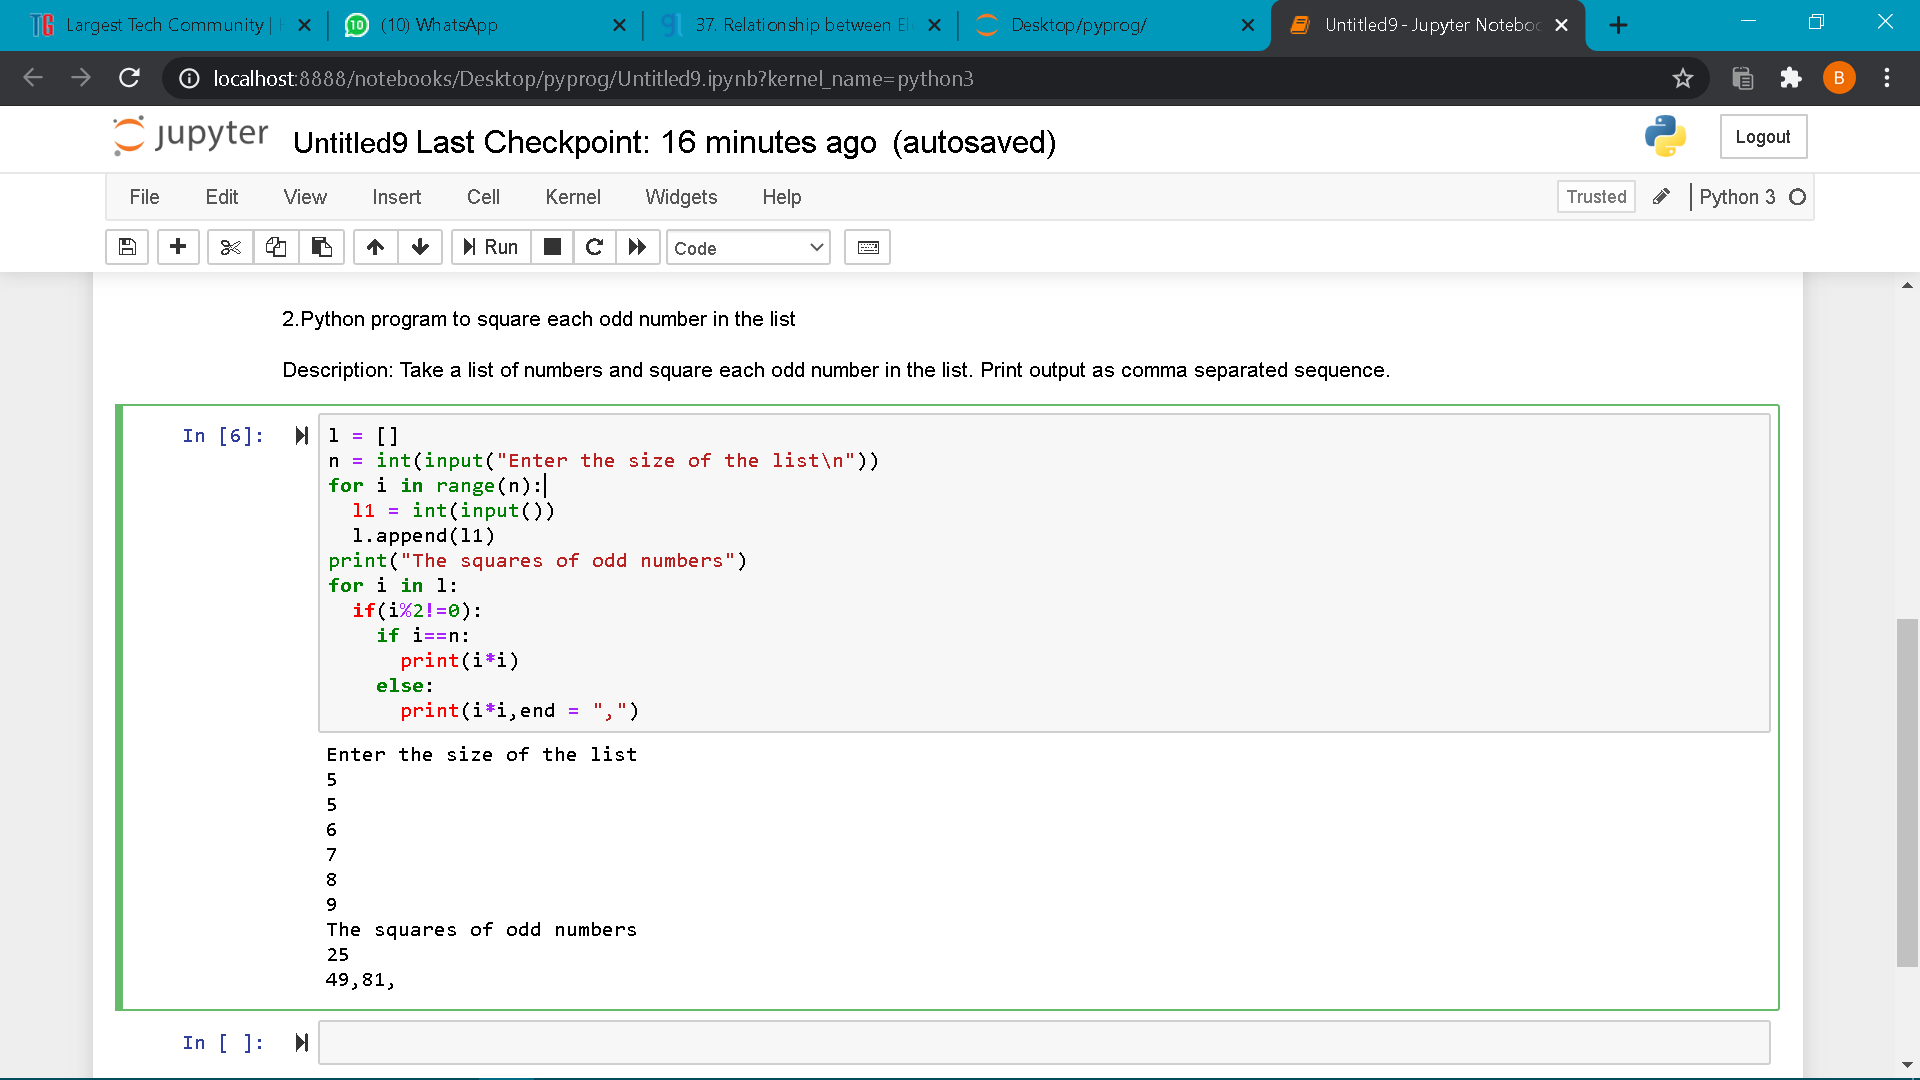 Largest Tech Community |
10 (10) WhatsApp
37. Relationship between El
Desktop/pyprog/
Untitled9 - Jupyter Noteboo
localhost:8888/notebooks/Desktop/pyprog/Untitled9.ipynb?kernel_name=python3
B
jupyter Untitled9 Last Checkpoint: 16 minutes ago (autosaved)
Logout
File Edit View Insert Cell Kernel Widgets Help
Trusted Python 3
Run Code
2.Python program to square each odd number in the list
Description: Take a list of numbers and square each odd number in the list. Print output as comma separated sequence.
In [6]:
l = []
n = int(input("Enter the size of the list\n"))
for i in range(n):
  l1 = int(input())
  l.append(l1)
print("The squares of odd numbers")
for i in l:
  if(i%2!=0):
    if i==n:
      print(i*i)
    else:
      print(i*i,end = ",")
Enter the size of the list
5
5
6
7
8
9
The squares of odd numbers
25
49,81,
In [ ]: